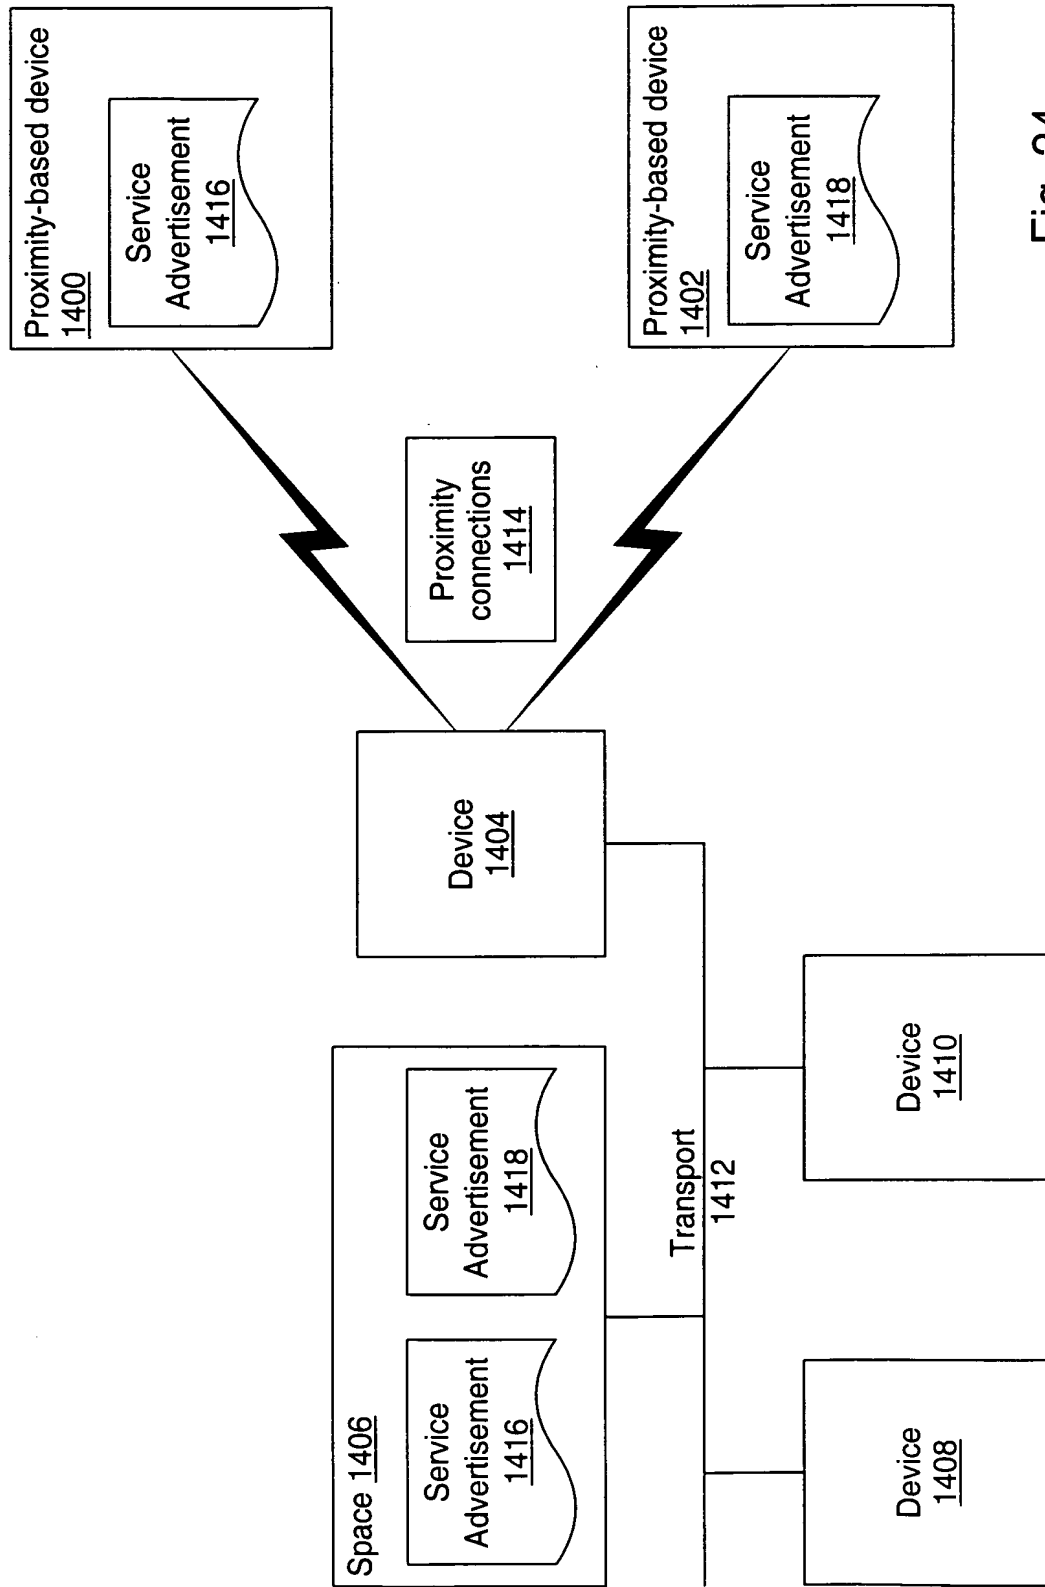 Space 1406
Service
Advertisement
1416
Service
Advertisement
1418
Device
1404
Proximity
connections
1414
Proximity-based device
1400
Service
Advertisement
1416
Proximity-based device
1402
Service
Advertisement
1418
Transport
1412
Device
1408
Device
1410